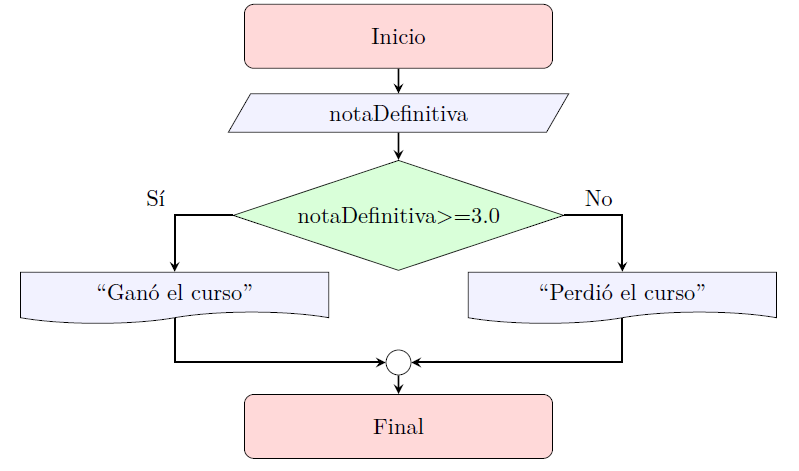 Inicio
notaDefinitiva
Sí
notaDefinitiva>=3.0
No
“Ganó el curso”
“Perdió el curso”
Final